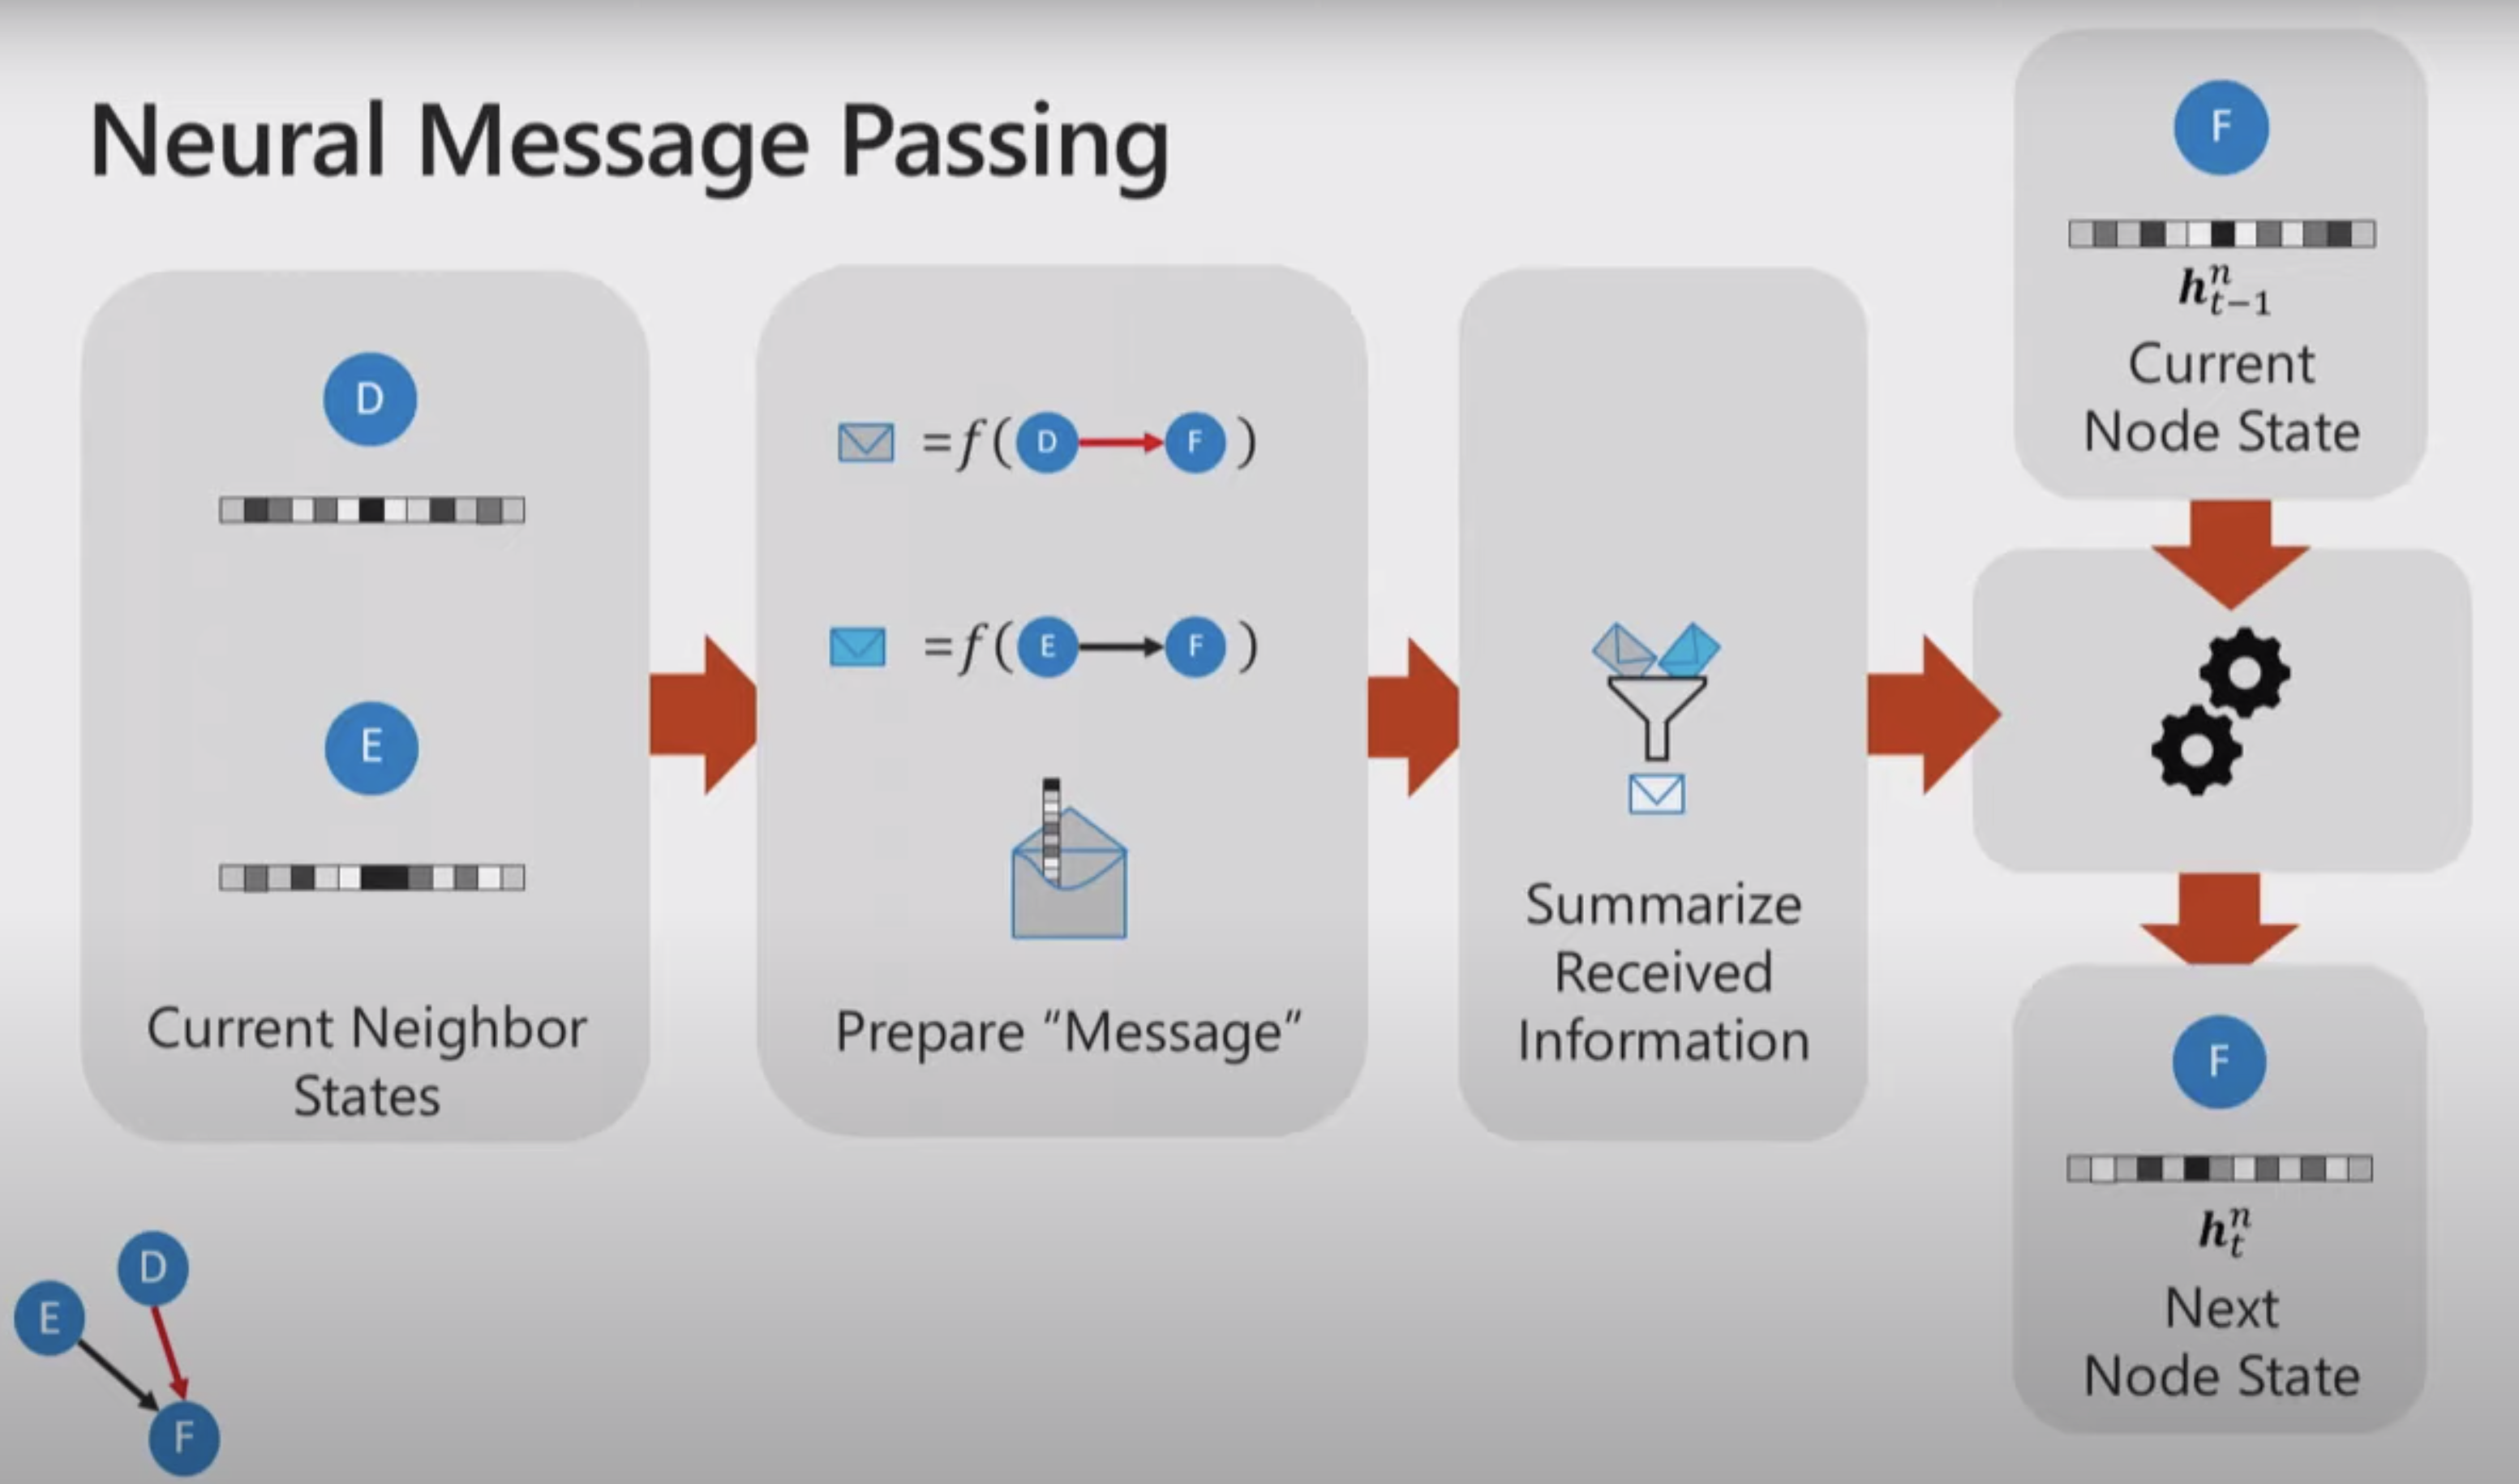 Neural Message Passing
D
E
Current Neighbor
States
= f ( D F )
= f ( E F )
Prepare “Message”
Summarize
Received
Information
F
h^n_{t−1}
Current
Node State
F
h^n_t
Next
Node State
D
E
F